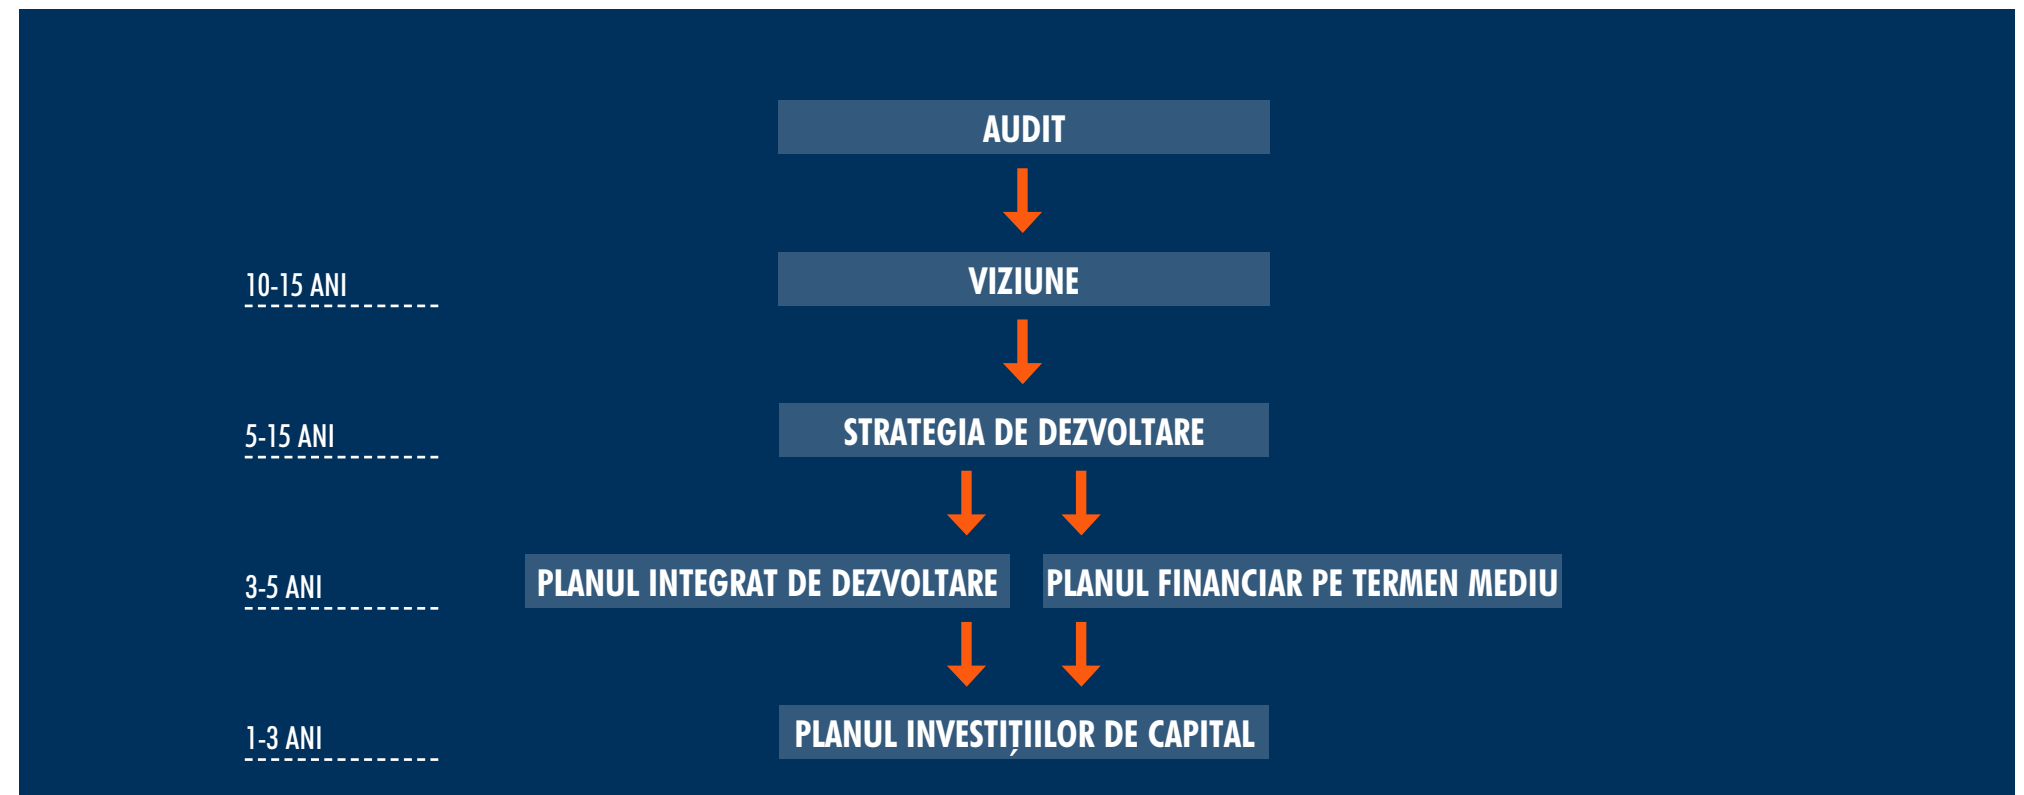 AUDIT
10-15 ANI
VIZIUNE
5-15 ANI
STRATEGIA DE DEZVOLTARE
3-5 ANI
PLANUL INTEGRAT DE DEZVOLTARE
PLANUL FINANCIAR PE TERMEN MEDIU
1-3 ANI
PLANUL INVESTIȚIILOR DE CAPITAL